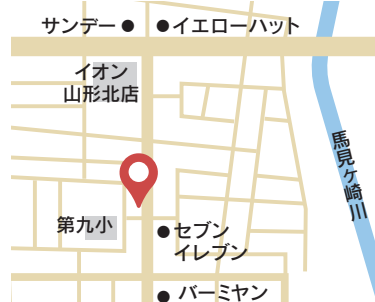 サンデー●
●イエローハット
イオン
山形北店
馬見ヶ崎川
第九小
●セブン
イレブン
●バーミヤン